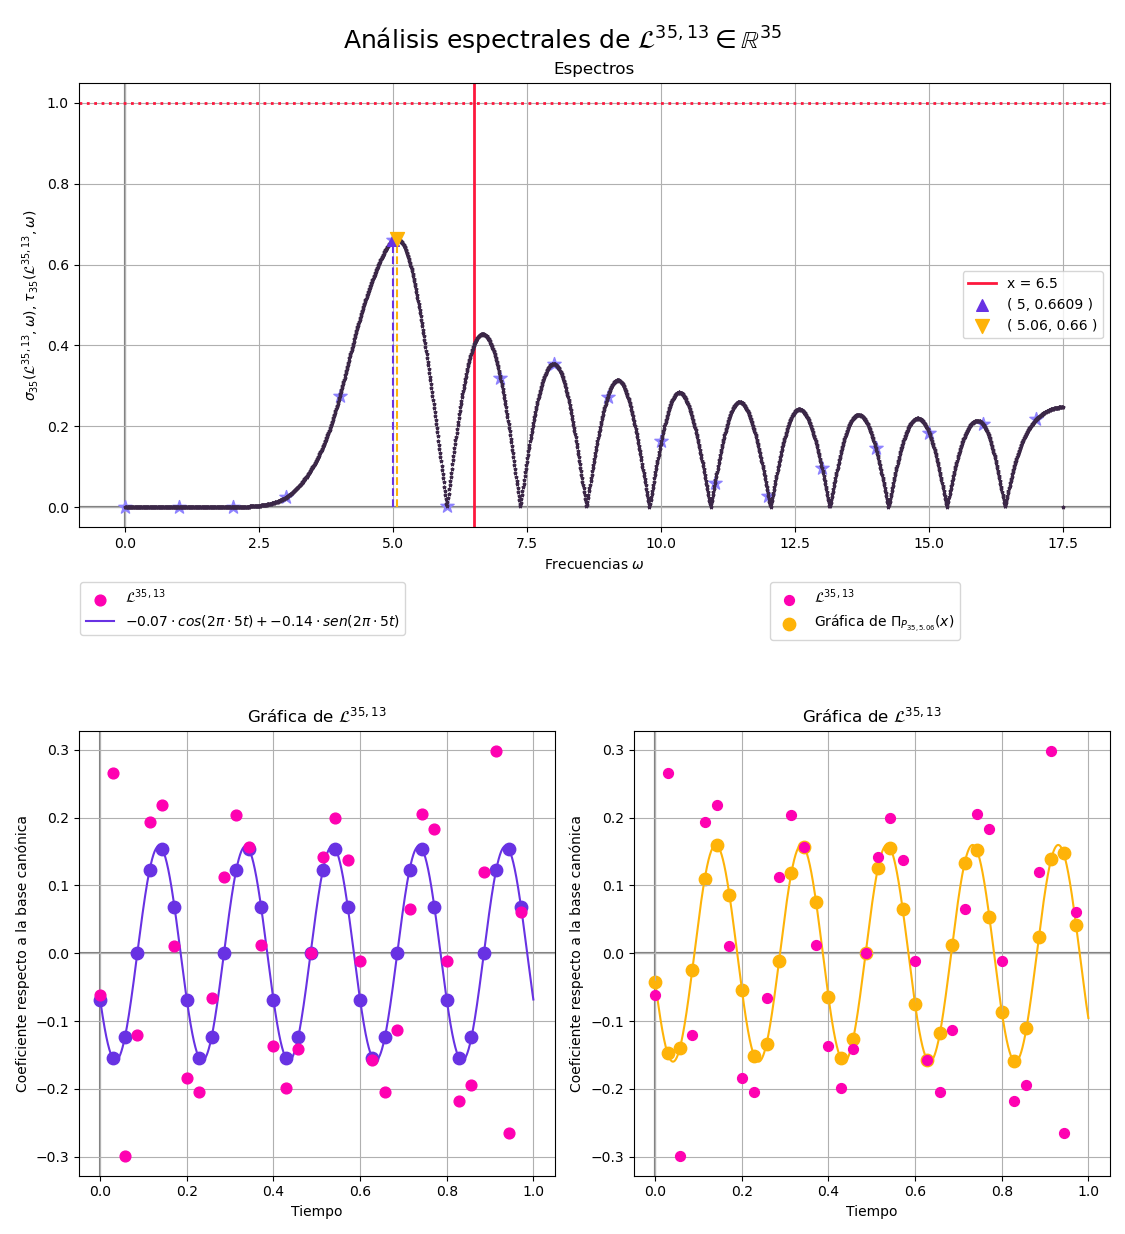 Análisis espectrales de ℒ^{35,13} ∈ ℝ^{35}
Espectros
1.0
0.8
0.6
0.4
0.2
0.0
σ_{35}(ℒ^{35,13}, ω), τ_{35}(ℒ^{35,13}, ω)
x = 6.5
( 5, 0.6609 )
( 5.06, 0.66 )
0.0 2.5 5.0 7.5 10.0 12.5 15.0 17.5
Frecuencias ω
ℒ^{35,13}
−0.07 · cos(2π · 5t) + −0.14 · sen(2π · 5t)
ℒ^{35,13}
Gráfica de Π_{P_{35,5.06}}(x)
Gráfica de ℒ^{35,13}
0.3
0.2
0.1
0.0
−0.1
−0.2
−0.3
Coeficiente respecto a la base canónica
0.0 0.2 0.4 0.6 0.8 1.0
Tiempo
Gráfica de ℒ^{35,13}
0.3
0.2
0.1
0.0
−0.1
−0.2
−0.3
Coeficiente respecto a la base canónica
0.0 0.2 0.4 0.6 0.8 1.0
Tiempo